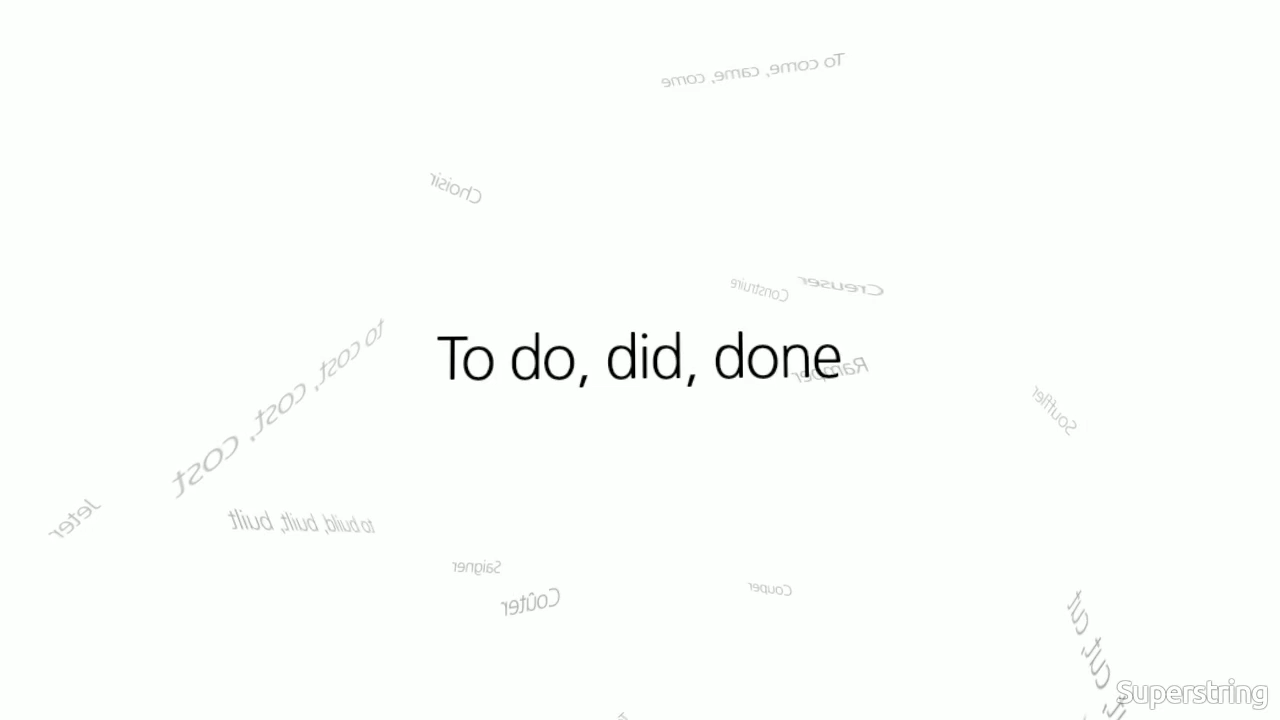 To come, came, come
Choisir
Construire
Creuser
To do, did, done
Ramper
to cost, cost, cost
Souffler
Jeter
to build, built, built
Saigner
Coûter
Couper
cut, cut
Superstring